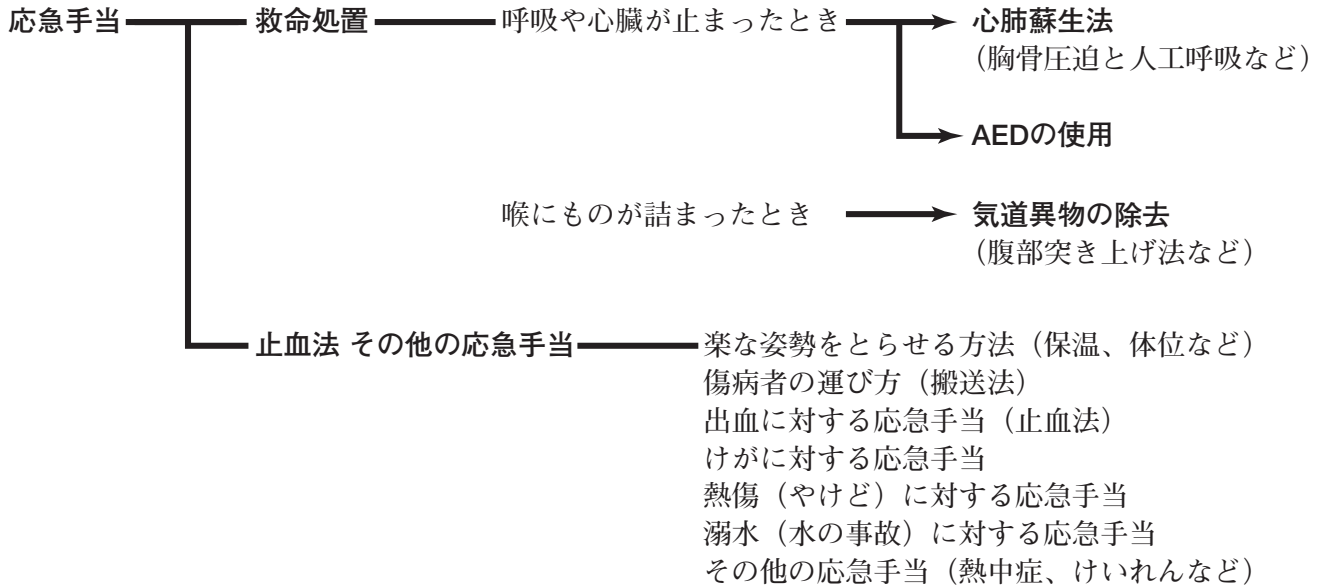 応急手当 救命処置 呼吸や心臓が止まったとき 心肺蘇生法
（胸骨圧迫と人工呼吸など）
AEDの使用
喉にものが詰まったとき 気道異物の除去
（腹部突き上げ法など）
止血法 その他の応急手当 楽な姿勢をとらせる方法（保温、体位など）
傷病者の運び方（搬送法）
出血に対する応急手当（止血法）
けがに対する応急手当
熱傷（やけど）に対する応急手当
溺水（水の事故）に対する応急手当
その他の応急手当（熱中症、けいれんなど）